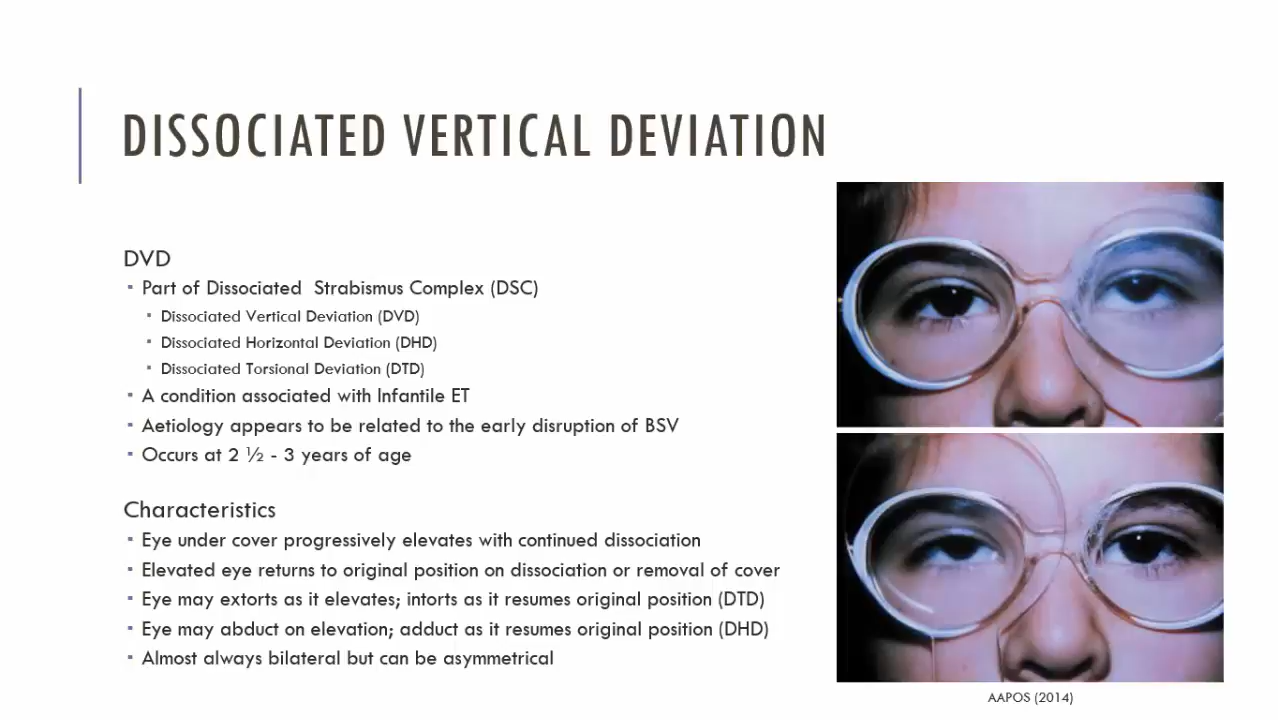 DISSOCIATED VERTICAL DEVIATION
DVD
Part of Dissociated Strabismus Complex (DSC)
Dissociated Vertical Deviation (DVD)
Dissociated Horizontal Deviation (DHD)
Dissociated Torsional Deviation (DTD)
A condition associated with Infantile ET
Aetiology appears to be related to the early disruption of BSV
Occurs at 2 ½ - 3 years of age
Characteristics
Eye under cover progressively elevates with continued dissociation
Elevated eye returns to original position on dissociation or removal of cover
Eye may extorts as it elevates; intorts as it resumes original position (DTD)
Eye may abduct on elevation; adduct as it resumes original position (DHD)
Almost always bilateral but can be asymmetrical
AAPOS (2014)